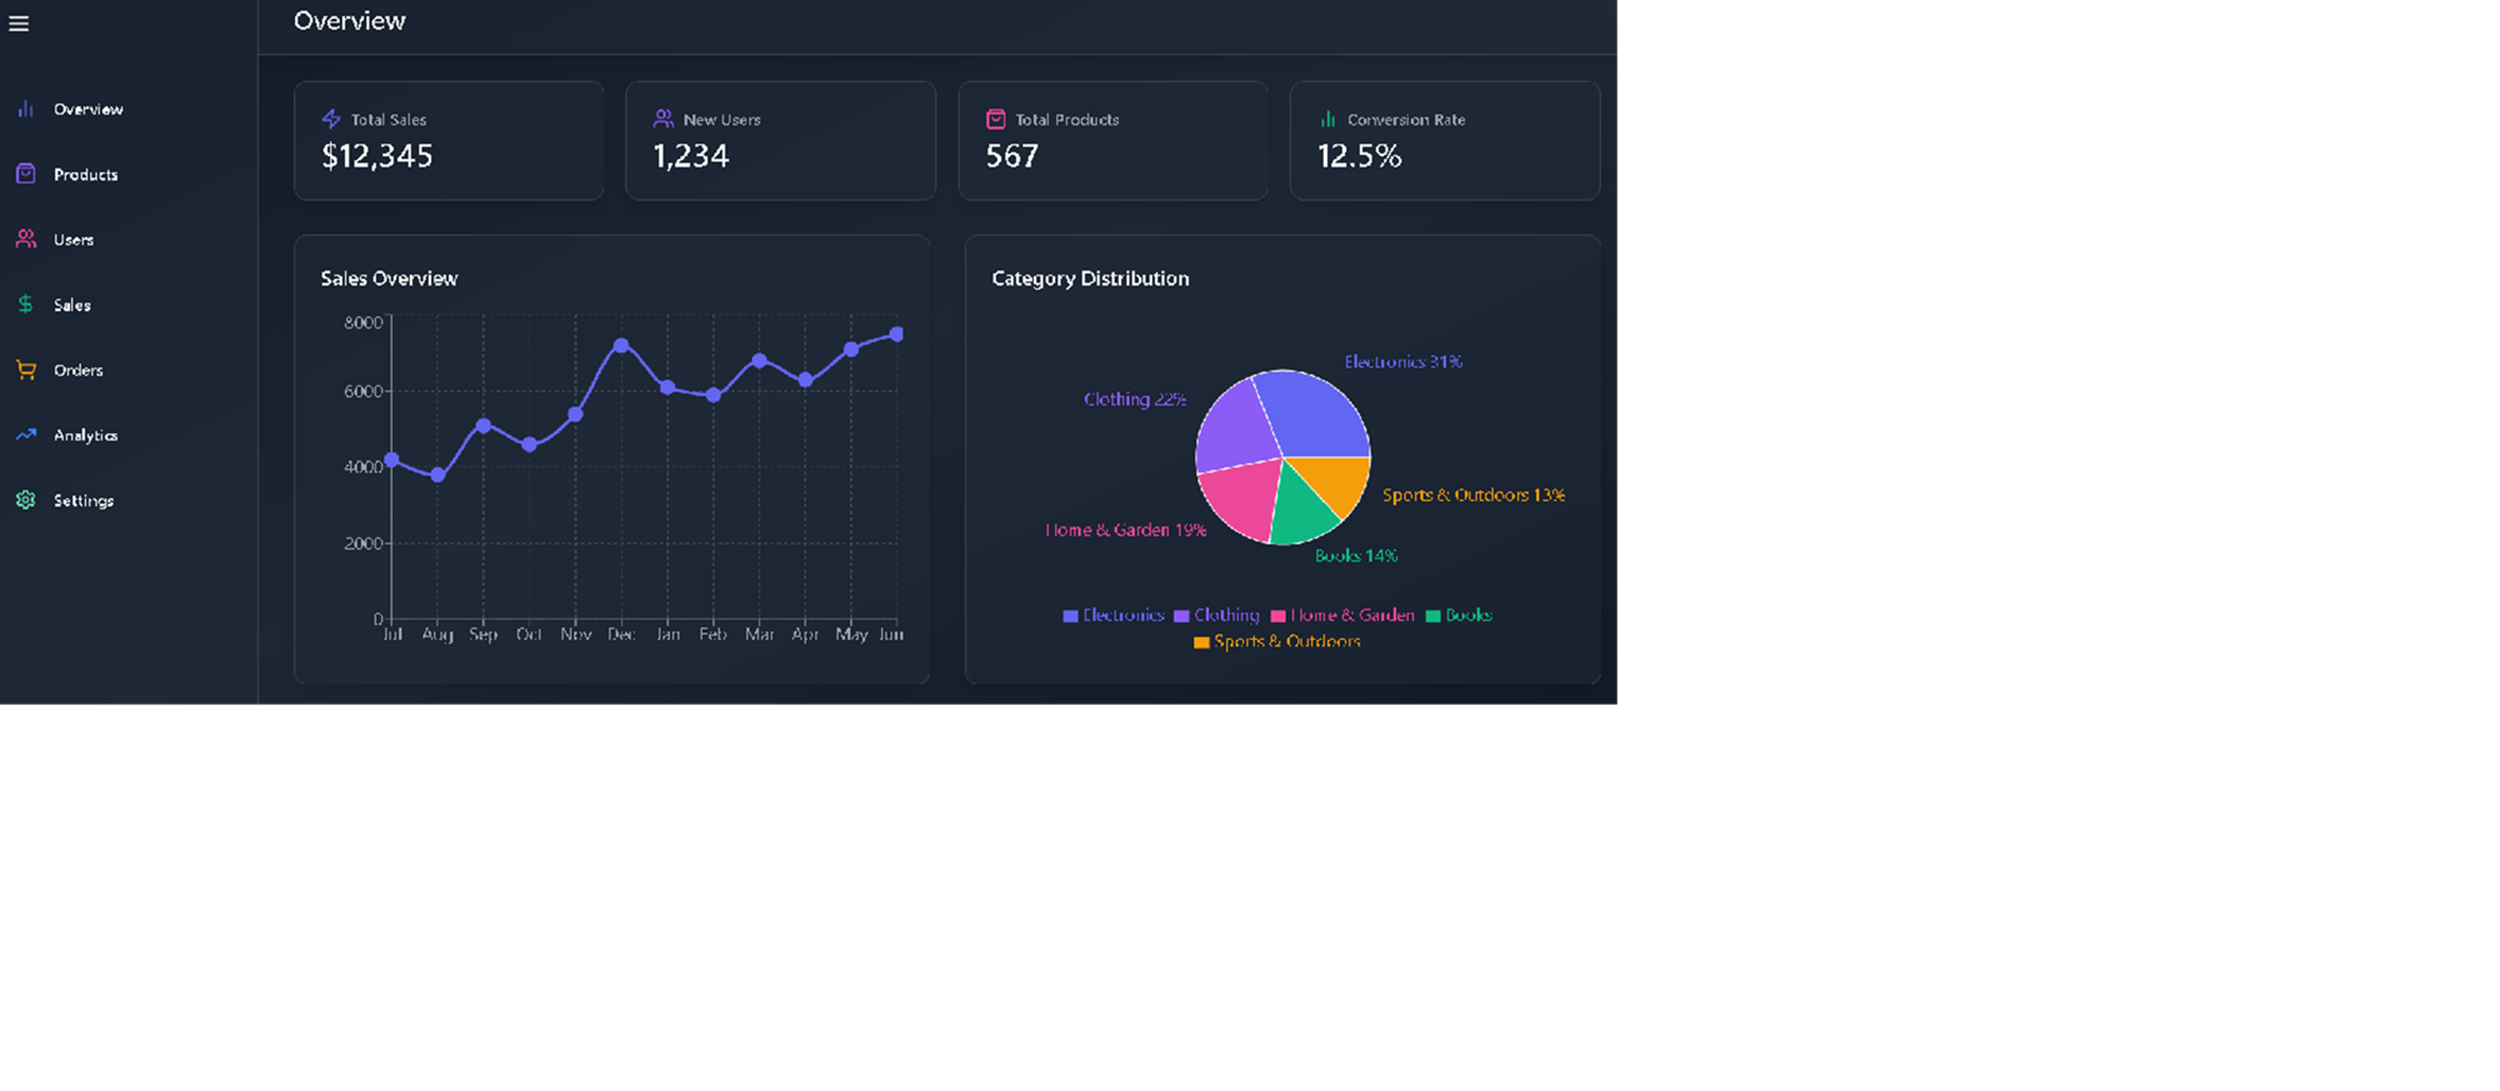 Overview
Overview
Products
Users
Sales
Orders
Analytics
Settings
Total Sales
$12,345
New Users
1,234
Total Products
567
Conversion Rate
12.5%
Sales Overview
8000
6000
4000
2000
0
Jul Aug Sep Oct Nov Dec Jan Feb Mar Apr May Jun
Category Distribution
Electronics 31%
Clothing 22%
Sports & Outdoors 13%
Home & Garden 19%
Books 14%
Electronics Clothing Home & Garden Books
Sports & Outdoors